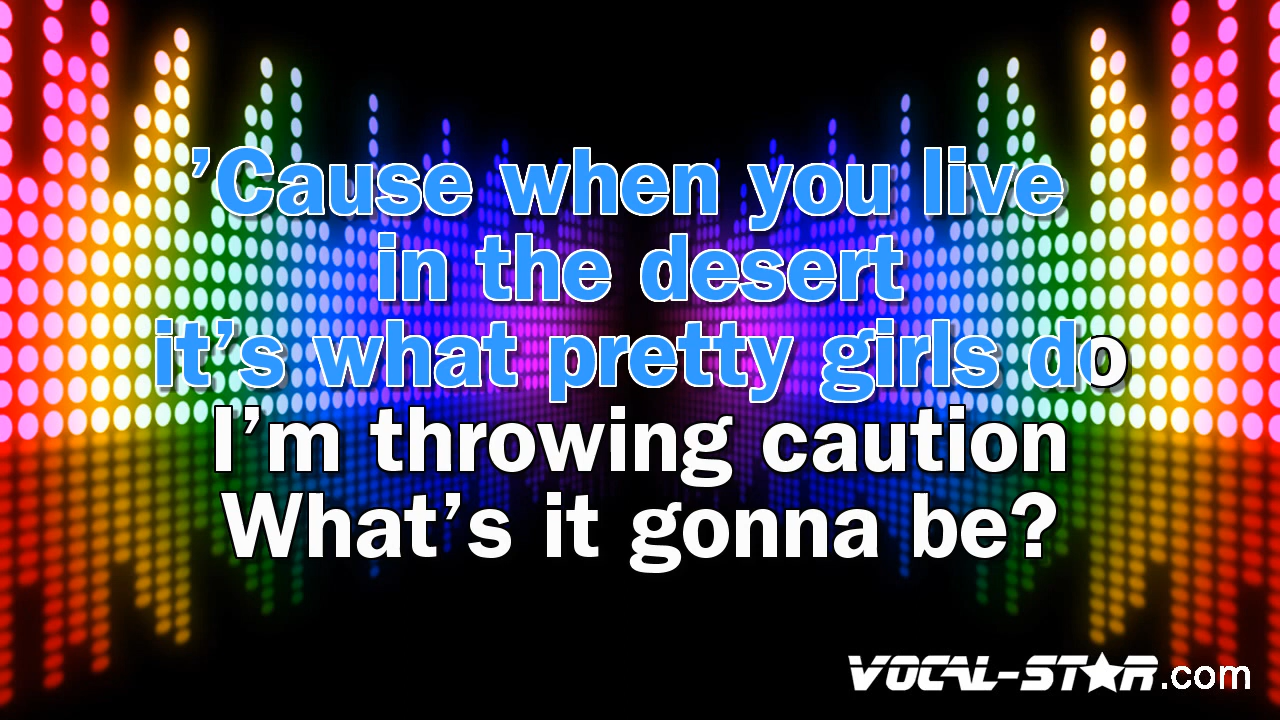 ’Cause when you live
in the desert
it’s what pretty girls do
I’m throwing caution
What’s it gonna be?
VOCAL-STAR.com